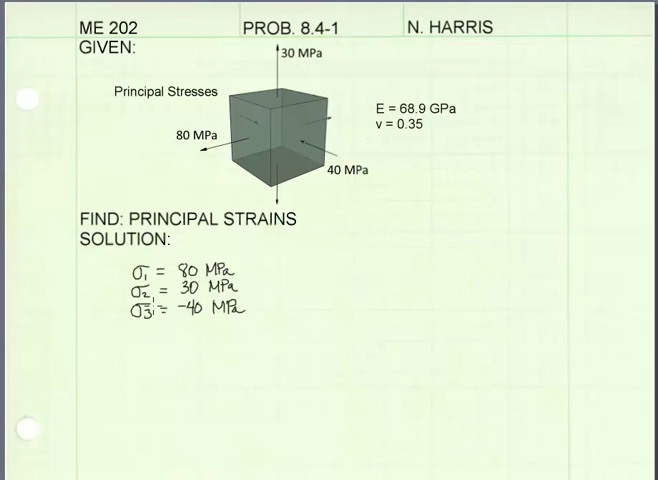 ME 202 PROB. 8.4-1 N. HARRIS
GIVEN:
30 MPa
Principal Stresses
E = 68.9 GPa
v = 0.35
80 MPa
40 MPa
FIND: PRINCIPAL STRAINS
SOLUTION:
σ1 = 80 MPa
σ2 = 30 MPa
σ3 = -40 MPa